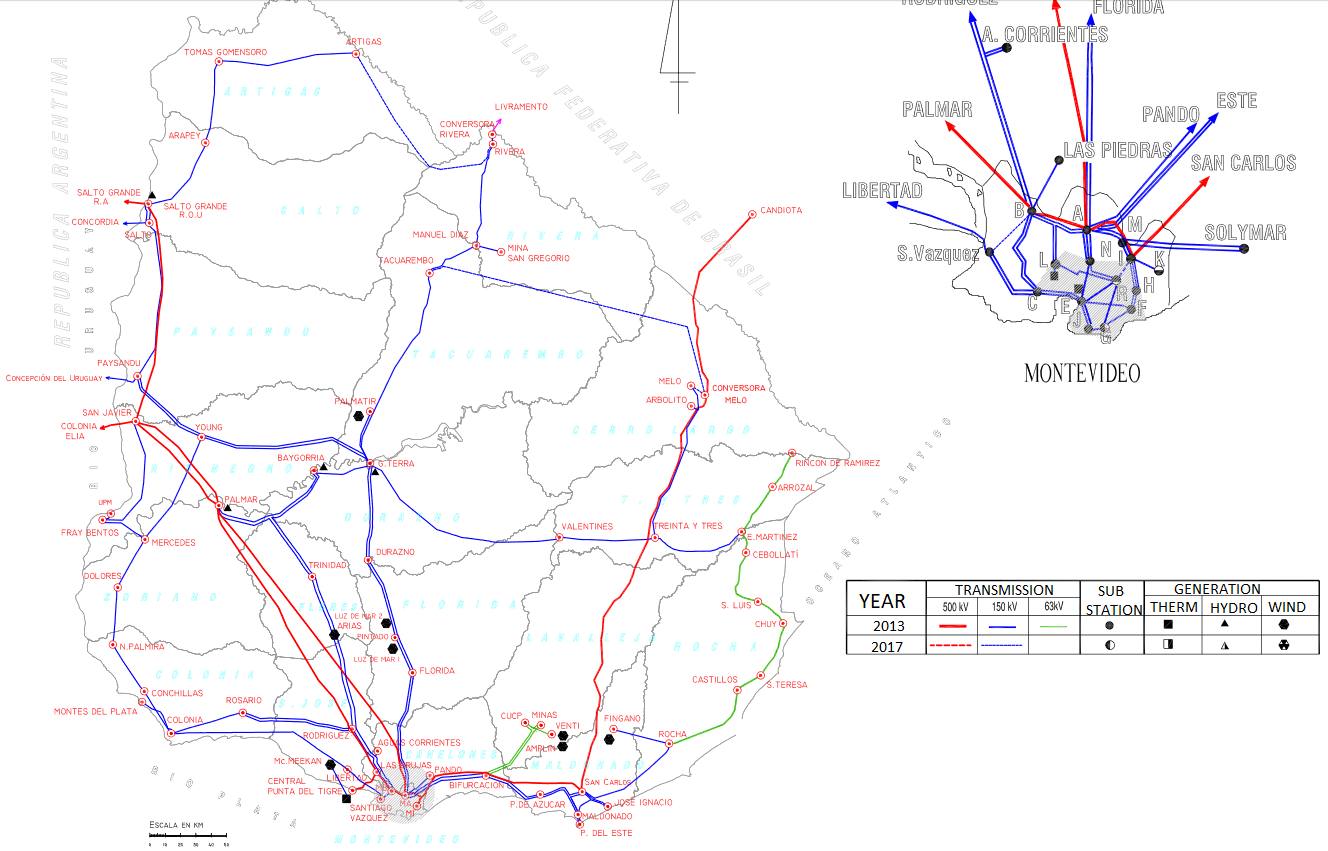 TOMAS GOMENSORO
ARTIGAS
ARTIGAS
ARAPEY
REPUBLICA ARGENTINA
REPUBLICA FEDERATIVA DE BRASIL
LIVRAMENTO
CONVERSORA
RIVERA
RIVERA
SALTO GRANDE
R.A
SALTO GRANDE
R.O.U
CONCORDIA
SALTO
SALTO
URUGUAY
RIO
MANUEL DIAZ
RIVERA
MINA
SAN GREGORIO
TACUAREMBO
CANDIOTA
PAYSANDU
TACUAREMBO
PAYSANDU
CONCEPCIÓN DEL URUGUAY
MELO
CONVERSORA
MELO
ARBOLITO
PALMATIR
SAN JAVIER
COLONIA
ELIA
YOUNG
CERRO LARGO
BAYGORRIA
G.TERRA
RIO NEGRO
RINCON DE RAMIREZ
ARROZAL
PALMAR
UPM
FRAY BENTOS
MERCEDES
DURAZNO
VALENTINES
TREINTA Y TRES
E.MARTINEZ
CEBOLLATÍ
DURAZNO
TRINIDAD
DOLORES
SORIANO
FLORES
FLORIDA
S. LUIS
CHUY
LUZ DE MAR 2
ARIAS
PINTADO
LUZ DE MAR 1
LAVALLEJA
ROCHA
N.PALMIRA
FLORIDA
COLONIA
S.JOSE
CASTILLOS
S.TERESA
CONCHILLAS
MONTES DEL PLATA
ROSARIO
COLONIA
RODRIGUEZ
CUCP
MINAS
VENTI
AMPLIN
FINGANO
ROCHA
AGUAS CORRIENTES
CANELONES
LAS BRUJAS
PANDO
MALDONADO
Mc.MEEKAN
LIBERTAD
CENTRAL
PUNTA DEL TIGRE
SANTIAGO
VAZQUEZ
MA
BIFURCACION
SAN CARLOS
P.DE AZUCAR
JOSE IGNACIO
MALDONADO
P. DEL ESTE
RIO DE LA PLATA
MONTEVIDEO
OCEANO ATLANTICO
ESCALA EN KM
0 10 20 30 40 50
RODRIGUEZ
FLORIDA
A. CORRIENTES
PALMAR
PANDO
ESTE
LAS PIEDRAS
SAN CARLOS
LIBERTAD
B
A
M
SOLYMAR
S.Vazquez
N
I
K
L
R
H
C
E
F
J
G
MONTEVIDEO
YEAR
TRANSMISSION
SUB
STATION
GENERATION
500 kV
150 kV
63kV
THERM
HYDRO
WIND
2013
2017